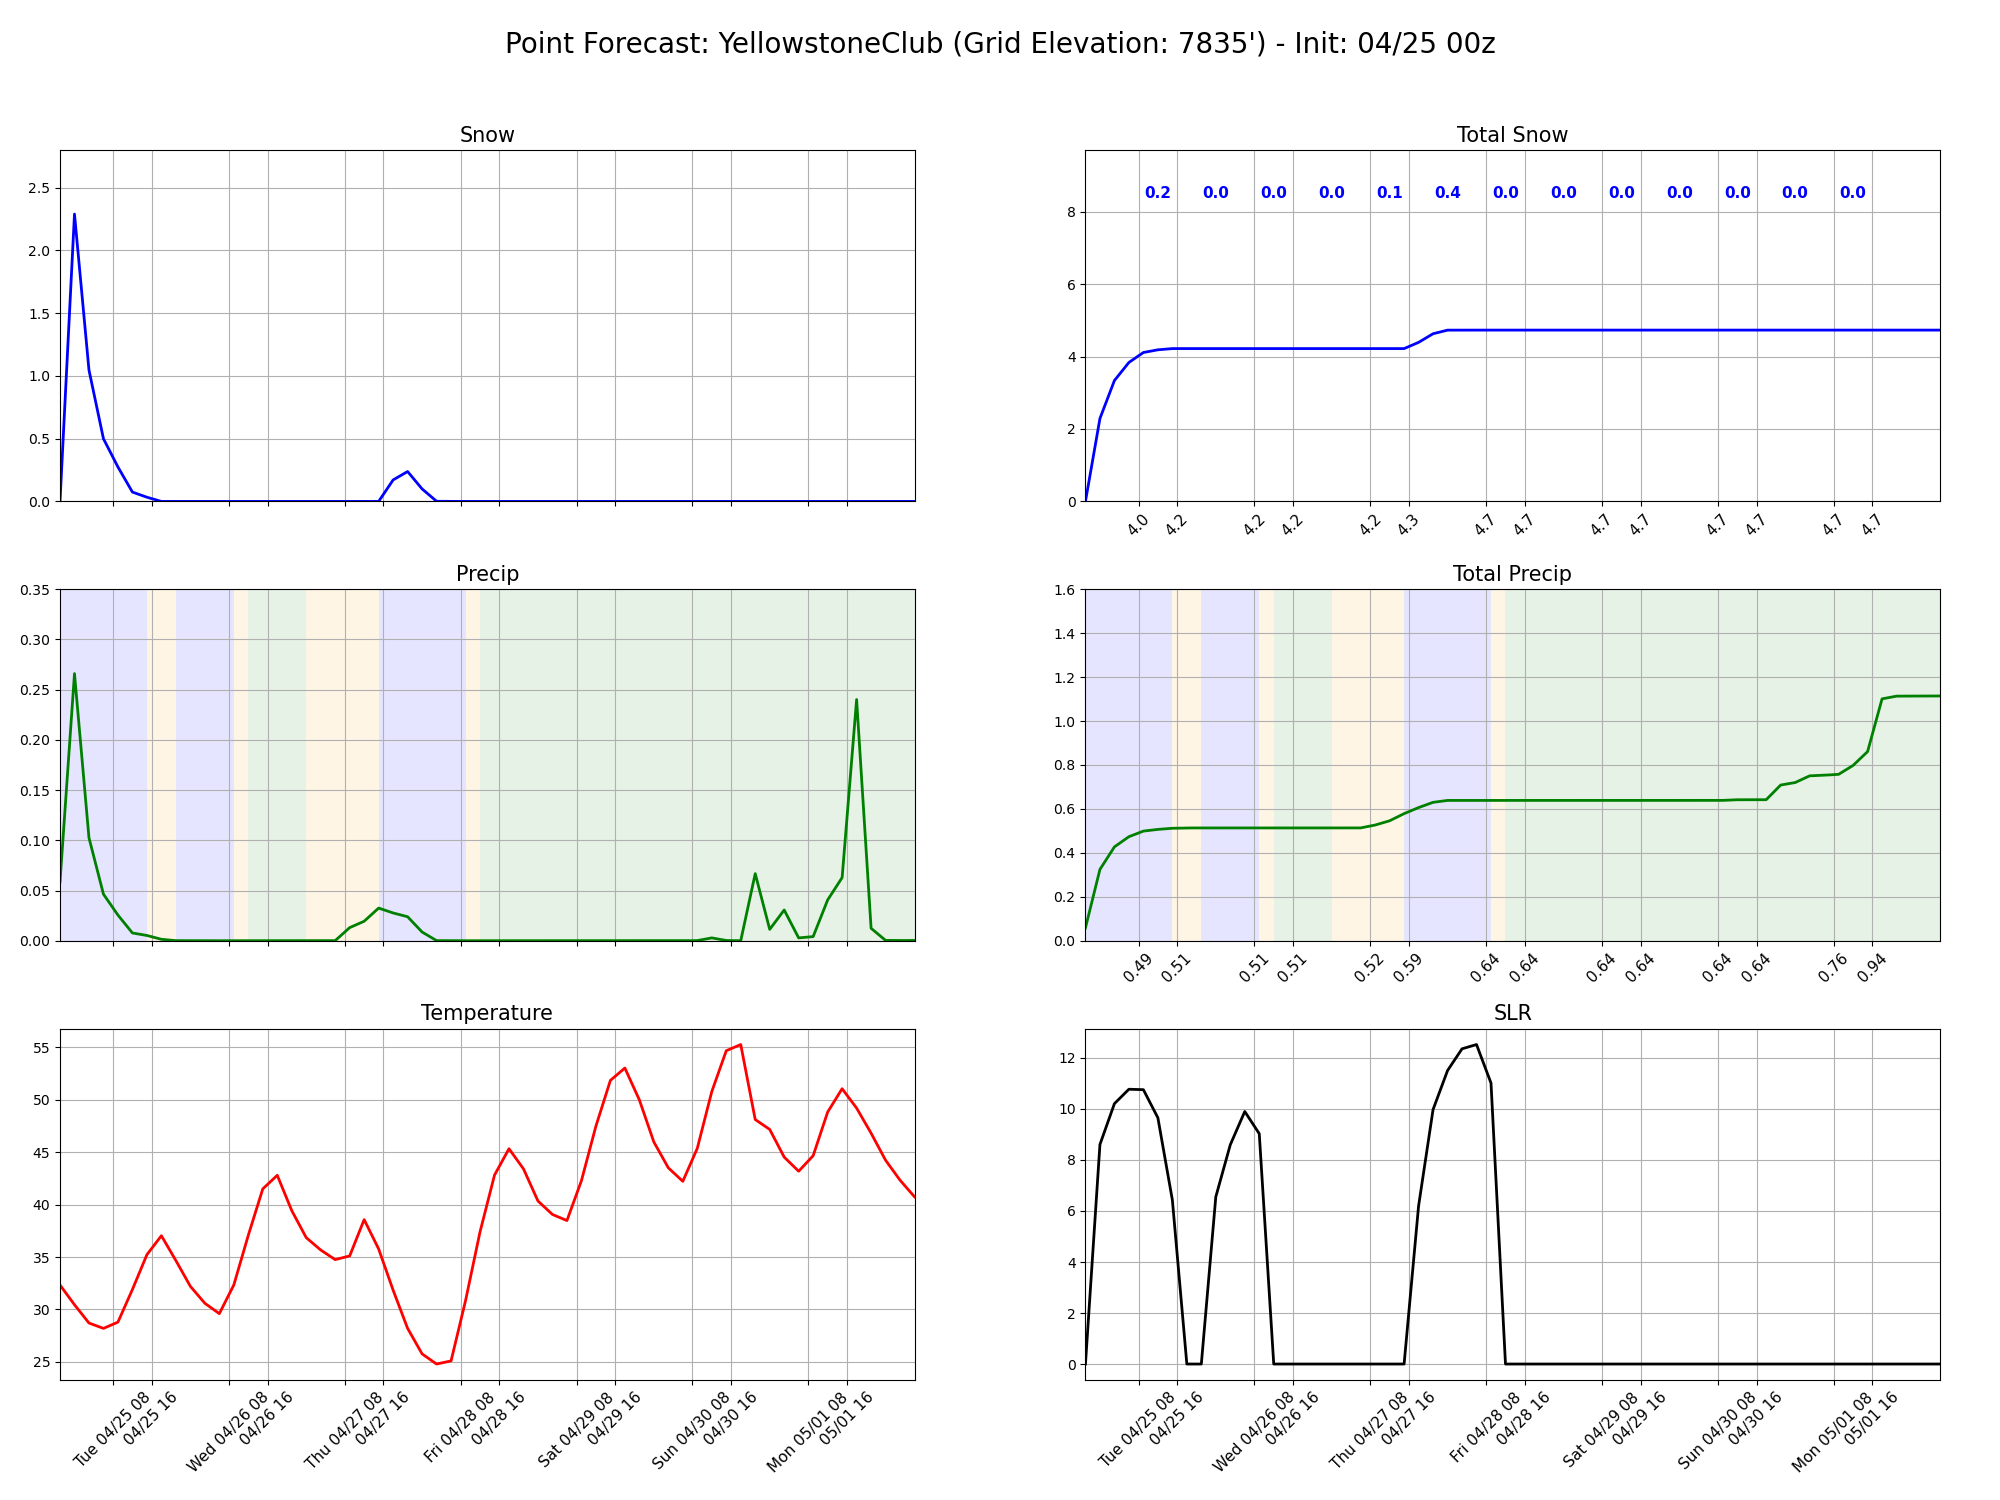 Point Forecast: YellowstoneClub (Grid Elevation: 7835') - Init: 04/25 00z
Snow
2.5
2.0
1.5
1.0
0.5
0.0
Total Snow
0.2 0.0 0.0 0.0 0.1 0.4 0.0 0.0 0.0 0.0 0.0 0.0 0.0
8
6
4
2
0
4.0 4.2 4.2 4.2 4.2 4.3 4.7 4.7 4.7 4.7 4.7 4.7 4.7 4.7
Precip
0.35
0.30
0.25
0.20
0.15
0.10
0.05
0.00
Total Precip
1.6
1.4
1.2
1.0
0.8
0.6
0.4
0.2
0.0
0.49 0.51 0.51 0.51 0.52 0.59 0.64 0.64 0.64 0.64 0.64 0.64 0.76 0.94
Temperature
55
50
45
40
35
30
25
Tue 04/25 08
04/25 16
Wed 04/26 08
04/26 16
Thu 04/27 08
04/27 16
Fri 04/28 08
04/28 16
Sat 04/29 08
04/29 16
Sun 04/30 08
04/30 16
Mon 05/01 08
05/01 16
SLR
12
10
8
6
4
2
0
Tue 04/25 08
04/25 16
Wed 04/26 08
04/26 16
Thu 04/27 08
04/27 16
Fri 04/28 08
04/28 16
Sat 04/29 08
04/29 16
Sun 04/30 08
04/30 16
Mon 05/01 08
05/01 16